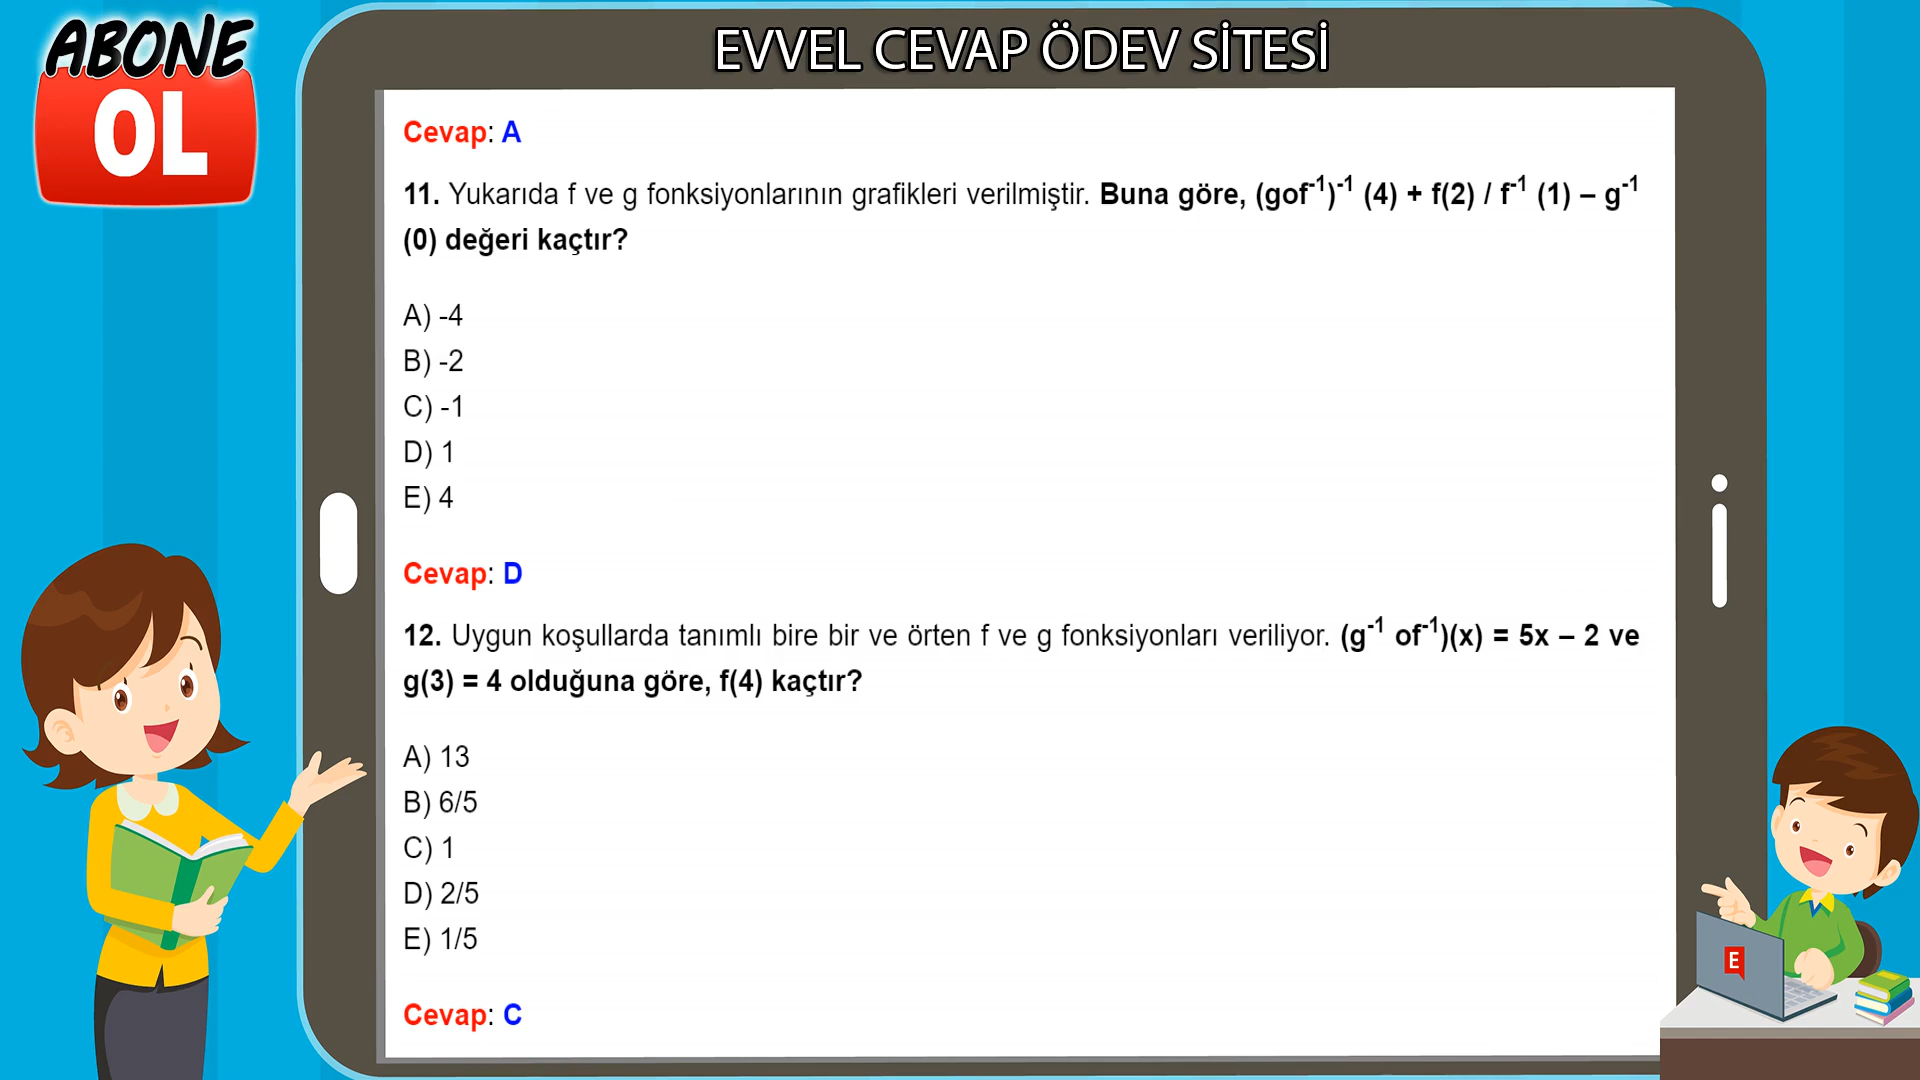 ABONE
OL
EVVEL CEVAP ÖDEV SİTESİ
Cevap: A
11. Yukarıda f ve g fonksiyonlarının grafikleri verilmiştir. Buna göre, (gof⁻¹)⁻¹ (4) + f(2) / f⁻¹ (1) – g⁻¹
(0) değeri kaçtır?
A) -4
B) -2
C) -1
D) 1
E) 4
Cevap: D
12. Uygun koşullarda tanımlı bire bir ve örten f ve g fonksiyonları veriliyor. (g⁻¹ of⁻¹)(x) = 5x – 2 ve
g(3) = 4 olduğuna göre, f(4) kaçtır?
A) 13
B) 6/5
C) 1
D) 2/5
E) 1/5
Cevap: C
E